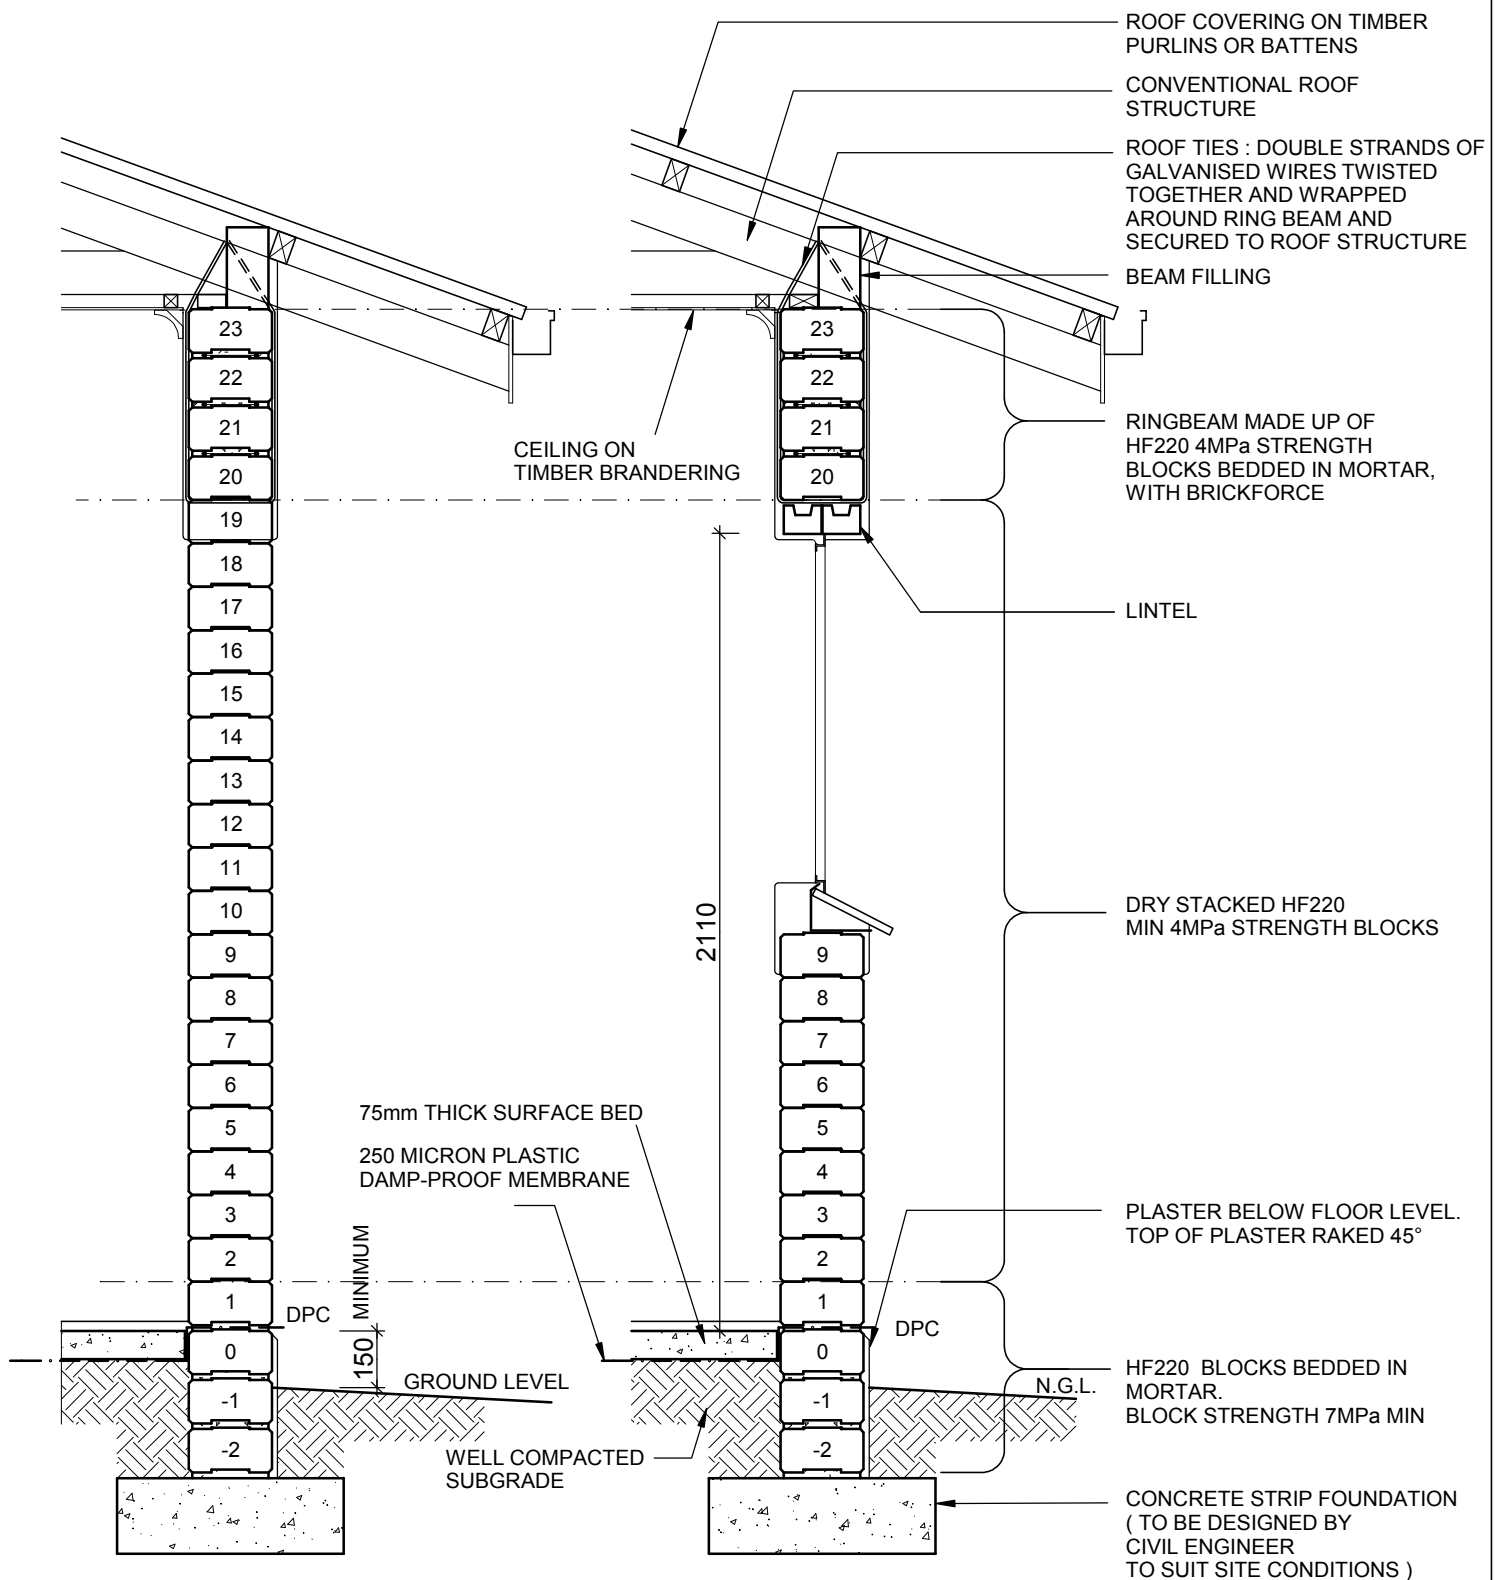 ROOF COVERING ON TIMBER
PURLINS OR BATTENS
CONVENTIONAL ROOF
STRUCTURE
ROOF TIES : DOUBLE STRANDS OF
GALVANISED WIRES TWISTED
TOGETHER AND WRAPPED
AROUND RING BEAM AND
SECURED TO ROOF STRUCTURE
BEAM FILLING
CEILING ON
TIMBER BRANDERING
RINGBEAM MADE UP OF
HF220 4MPa STRENGTH
BLOCKS BEDDED IN MORTAR,
WITH BRICKFORCE
LINTEL
DRY STACKED HF220
MIN 4MPa STRENGTH BLOCKS
75mm THICK SURFACE BED
250 MICRON PLASTIC
DAMP-PROOF MEMBRANE
PLASTER BELOW FLOOR LEVEL.
TOP OF PLASTER RAKED 45°
HF220 BLOCKS BEDDED IN
MORTAR.
BLOCK STRENGTH 7MPa MIN
WELL COMPACTED
SUBGRADE
CONCRETE STRIP FOUNDATION
( TO BE DESIGNED BY
CIVIL ENGINEER
TO SUIT SITE CONDITIONS )
23
22
21
20
19
18
17
16
15
14
13
12
11
10
9
8
7
6
5
4
3
2
1
0
-1
-2
DPC
150 MINIMUM
GROUND LEVEL
23
22
21
20
2110
9
8
7
6
5
4
3
2
1
0
-1
-2
DPC
N.G.L.